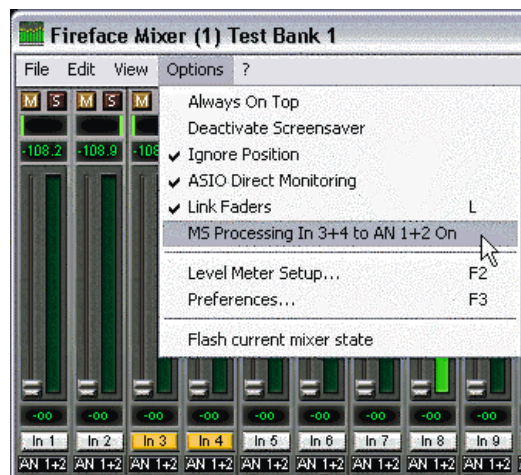 Fireface Mixer (1) Test Bank 1
File Edit View Options ?
M S M S M
Always On Top
Deactivate Screensaver
-108.2 -108.9 -108
Ignore Position
ASIO Direct Monitoring
Link Faders L
MS Processing In 3+4 to AN 1+2 On
Level Meter Setup... F2
Preferences... F3
Flash current mixer state
-oo -oo -oo -oo -oo -oo -oo -oo -oo
In 1 In 2 In 3 In 4 In 5 In 6 In 7 In 8 In 9
AN 1+2 AN 1+2 AN 1+2 AN 1+2 AN 1+2 AN 1+2 AN 1+2 AN 1+2 AN 1+2